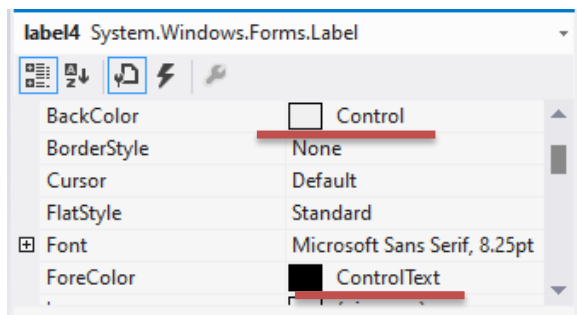 label4 System.Windows.Forms.Label
BackColor Control
BorderStyle None
Cursor Default
FlatStyle Standard
Font Microsoft Sans Serif, 8.25pt
ForeColor ControlText